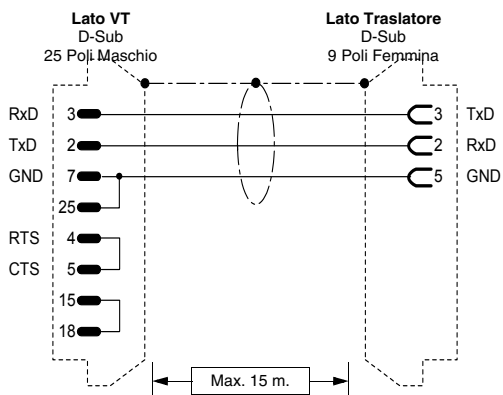 Lato VT
D-Sub
25 Poli Maschio
Lato Traslatore
D-Sub
9 Poli Femmina
RxD 3 3 TxD
TxD 2 2 RxD
GND 7 5 GND
25
RTS 4
CTS 5
15
18
Max. 15 m.